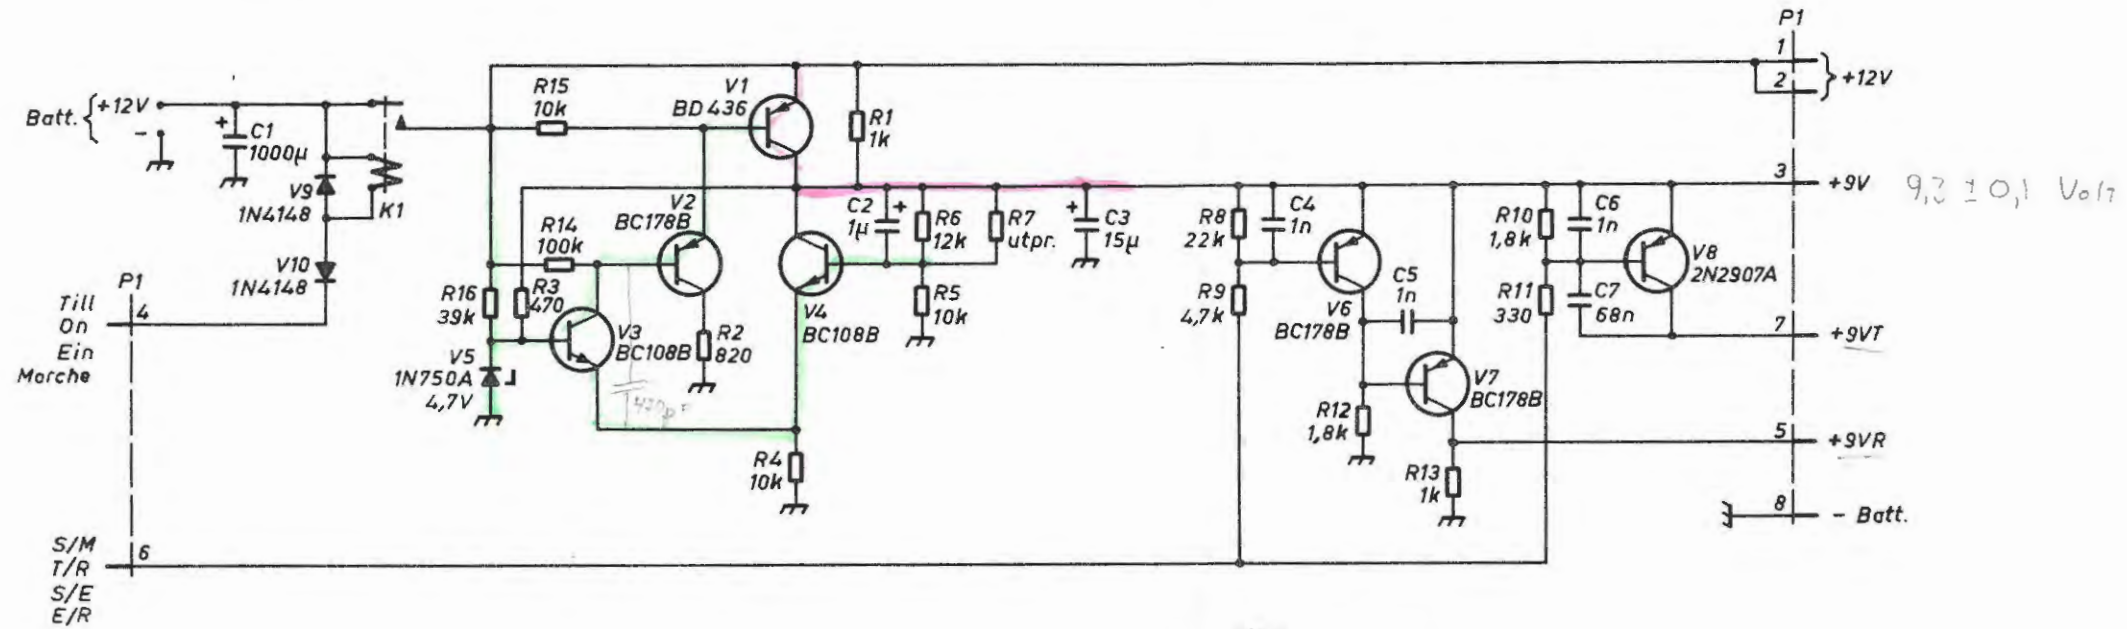 P1
1
2
+12V
Batt.
+12V
-
+
C1
1000µ
V9
1N4148
K1
V10
1N4148
P1
4
Till
On
Ein
Marche
R15
10k
V1
BD436
R1
1k
V2
BC178B
R14
100k
R16
39k
R3
470
V3
BC108B
R2
820
V5
1N750A
4,7V
470p
V4
BC108B
C2
1µ
+
R6
12k
R7
utpr.
+
C3
15µ
R5
10k
R4
10k
R8
22k
C4
1n
R9
4,7k
V6
BC178B
C5
1n
V7
BC178B
R12
1,8k
R13
1k
R10
1,8k
C6
1n
V8
2N2907A
R11
330
C7
68n
3
+9V
9,2 ± 0,1 Volt
7
+9VT
5
+9VR
8
- Batt.
S/M
T/R
S/E
E/R
6